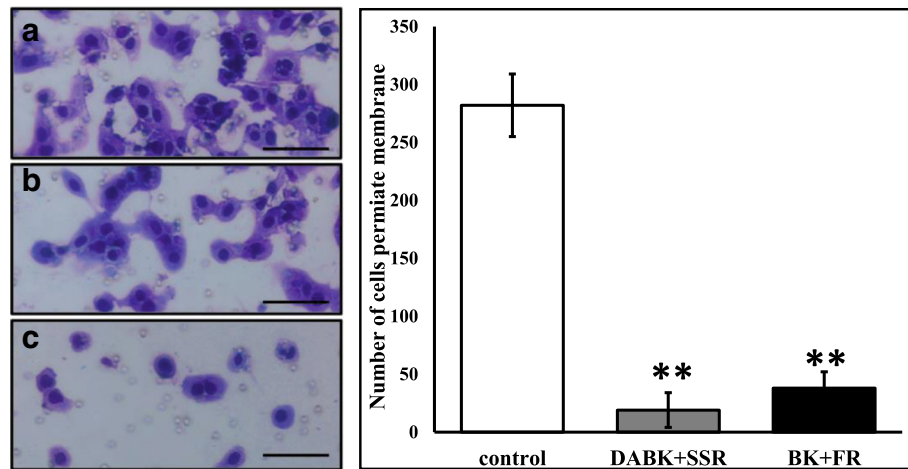 a
b
c
Number of cells permiate membrane
350
300
250
200
150
100
50
0
**
**
control
DABK+SSR
BK+FR